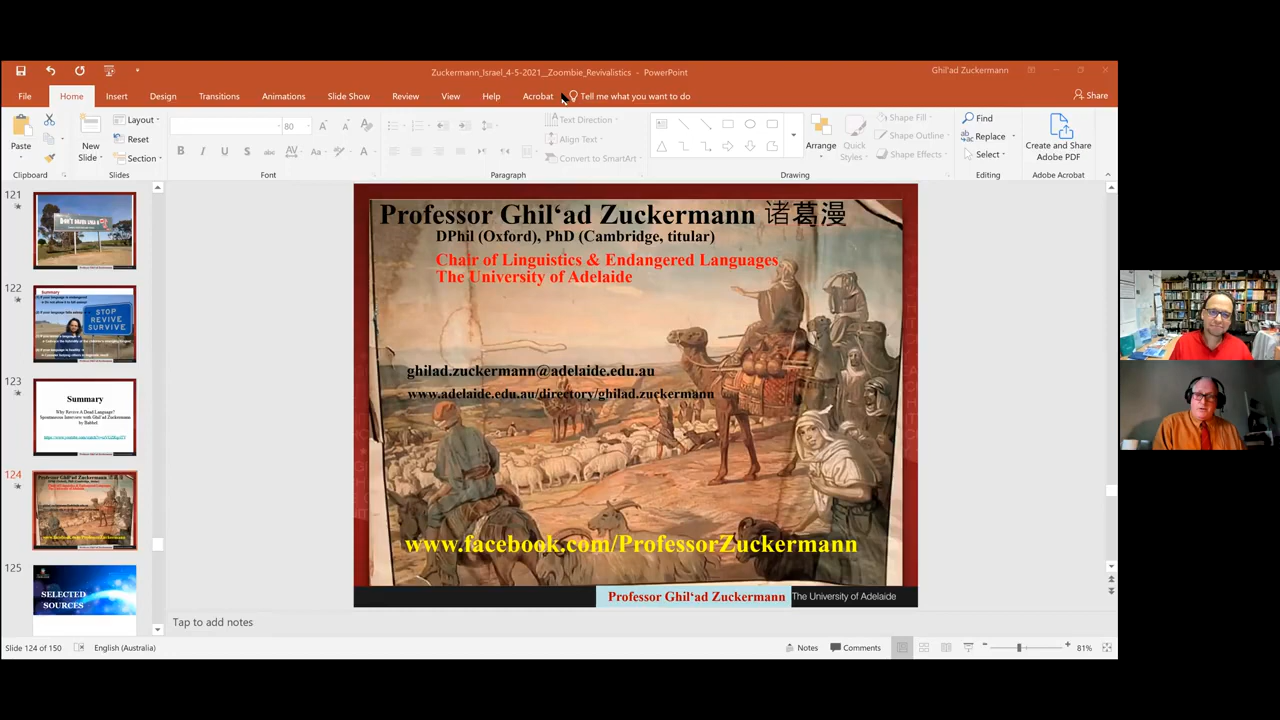 Zuckermann_Israel_4-5-2021__Zoombie_Revivalistics - PowerPoint
Ghil'ad Zuckermann
File Home Insert Design Transitions Animations Slide Show Review View Help Acrobat Tell me what you want to do
Share
Paste
Clipboard
New Slide
Layout
Reset
Section
Slides
80
Font
Text Direction
Align Text
Convert to SmartArt
Paragraph
Arrange
Quick Styles
Shape Fill
Shape Outline
Shape Effects
Drawing
Find
Replace
Select
Editing
Create and Share
Adobe PDF
Adobe Acrobat
121
122
Summary
STOP
REVIVE
SURVIVE
123
Summary
Why Revive A Dead Language?
124
125
SELECTED
SOURCES
Professor Ghil‘ad Zuckermann 诸葛漫
DPhil (Oxford), PhD (Cambridge, titular)
Chair of Linguistics & Endangered Languages
The University of Adelaide
ghilad.zuckermann@adelaide.edu.au
www.adelaide.edu.au/directory/ghilad.zuckermann
www.facebook.com/ProfessorZuckermann
Professor Ghil‘ad Zuckermann The University of Adelaide
Tap to add notes
Slide 124 of 150 English (Australia) Notes Comments 81%